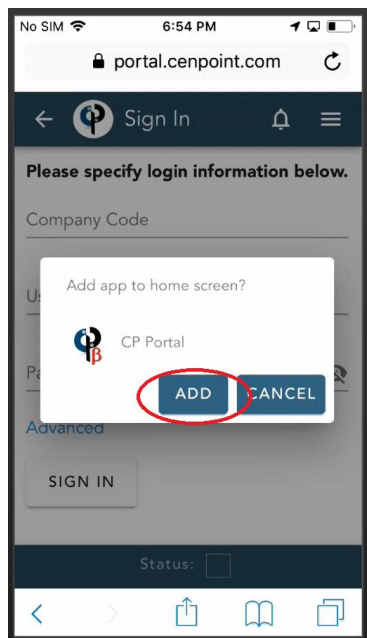 No SIM 6:54 PM
portal.cenpoint.com
Sign In
Please specify login information below.
Company Code
Add app to home screen?
CP Portal
β
ADD CANCEL
Advanced
SIGN IN
Status: